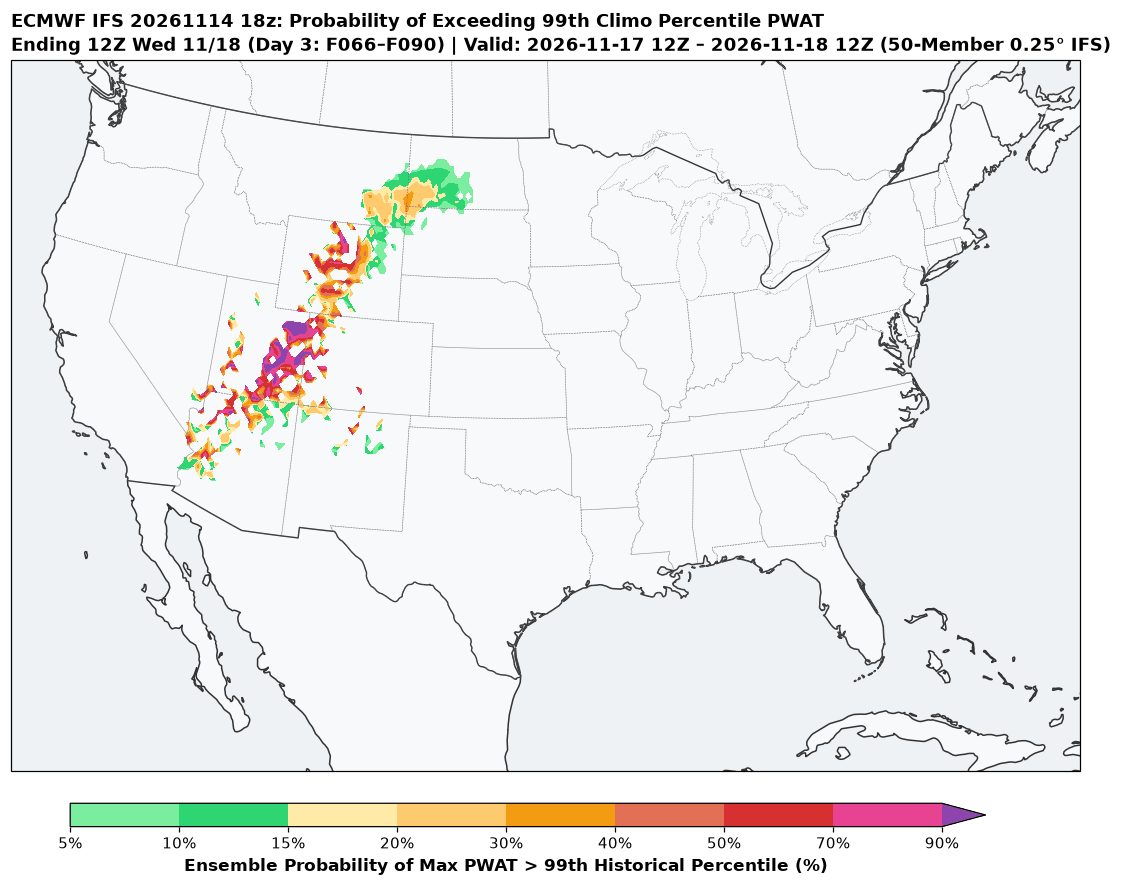 ECMWF IFS 20261114 18z: Probability of Exceeding 99th Climo Percentile PWAT
Ending 12Z Wed 11/18 (Day 3: F066–F090) | Valid: 2026-11-17 12Z – 2026-11-18 12Z (50-Member 0.25° IFS)
5% 10% 15% 20% 30% 40% 50% 70% 90%
Ensemble Probability of Max PWAT > 99th Historical Percentile (%)